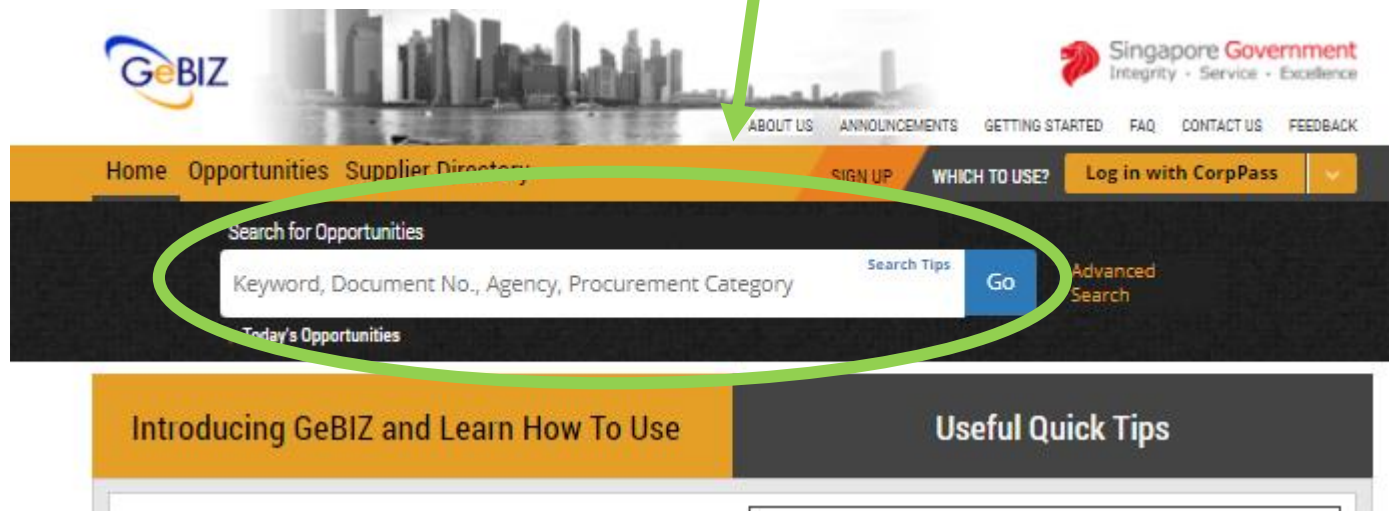 GeBIZ
Singapore Government
Integrity · Service · Excellence
ABOUT US ANNOUNCEMENTS GETTING STARTED FAQ CONTACT US FEEDBACK
Home Opportunities Supplier Directory SIGN UP WHICH TO USE? Log in with CorpPass
Search for Opportunities
Search Tips
Keyword, Document No., Agency, Procurement Category Go
Advanced
Search
Today's Opportunities
Introducing GeBIZ and Learn How To Use Useful Quick Tips